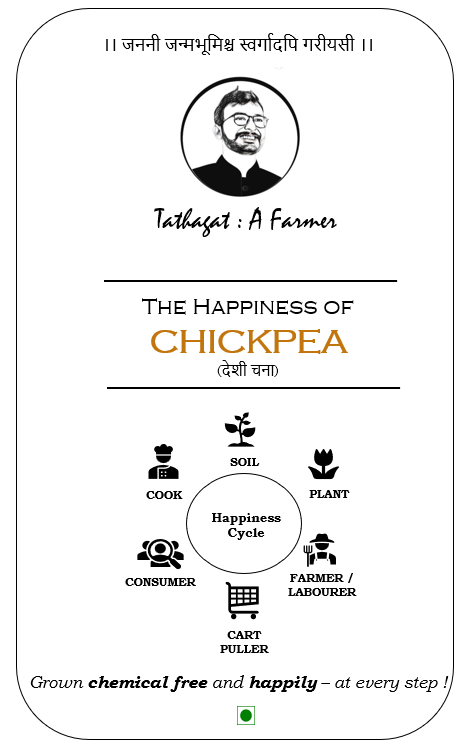 ।। जननी जन्मभूमिश्च स्वर्गादपि गरीयसी ।।
Tathagat : A Farmer
THE HAPPINESS OF
CHICKPEA
(देशी चना)
SOIL
COOK
PLANT
Happiness
Cycle
CONSUMER
FARMER /
LABOURER
CART
PULLER
Grown chemical free and happily – at every step !